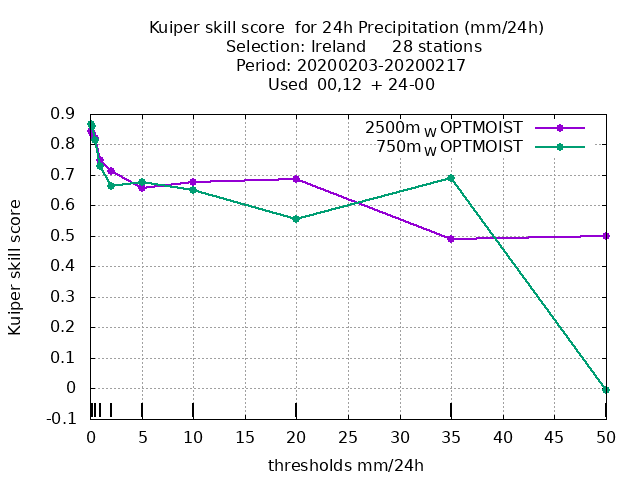 Kuiper skill score  for 24h Precipitation (mm/24h)
Selection: Ireland     28 stations
Period: 20200203-20200217
Used  00,12  + 24-00
2500m W OPTMOIST
750m W OPTMOIST
0.9
0.8
0.7
0.6
0.5
0.4
0.3
0.2
0.1
0
-0.1
Kuiper skill score
0 5 10 15 20 25 30 35 40 45 50
thresholds mm/24h